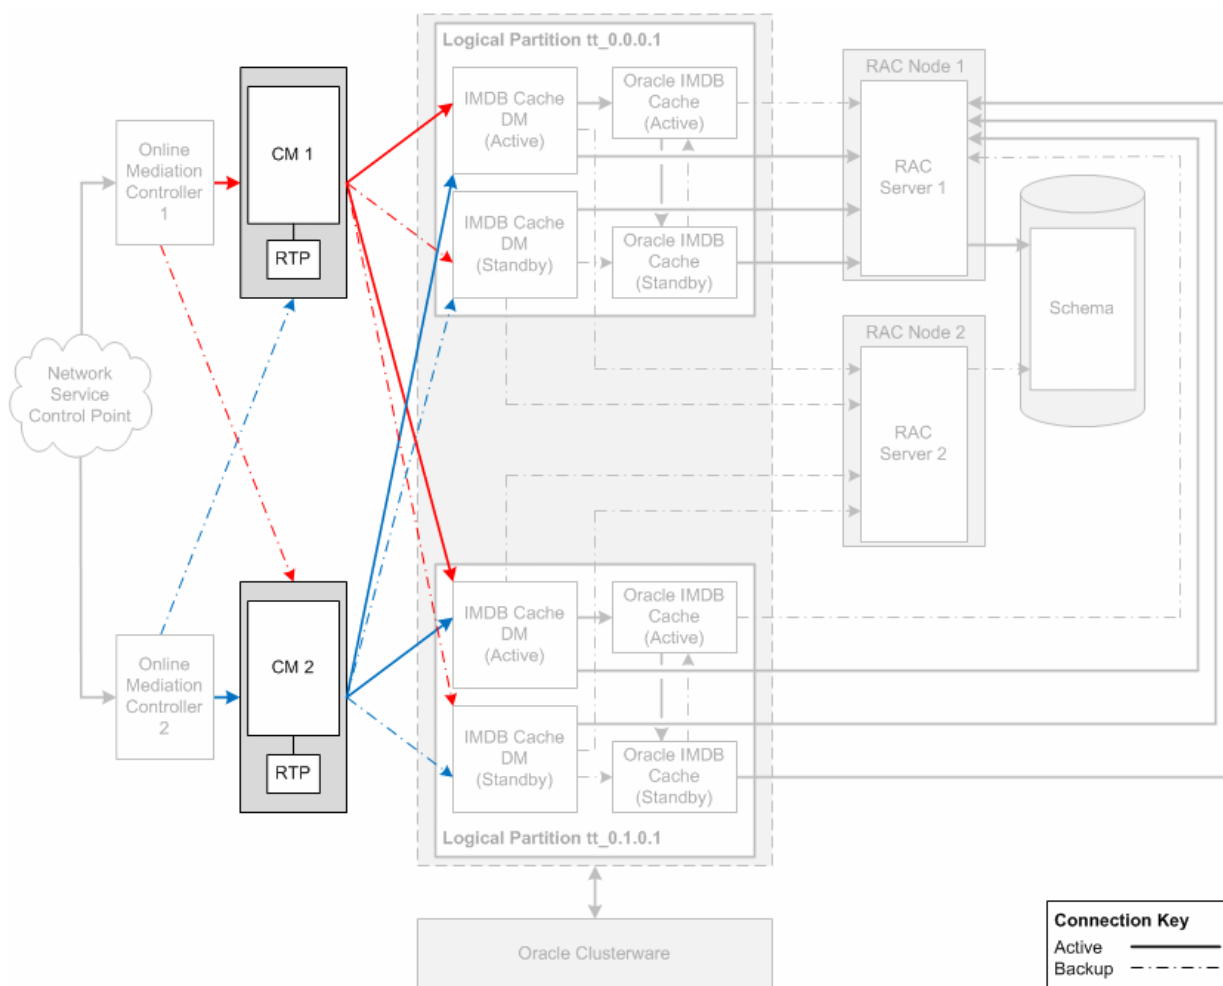 Logical Partition tt_0.0.0.1
IMDB Cache
DM
(Active)
Oracle IMDB
Cache
(Active)
IMDB Cache
DM
(Standby)
Oracle IMDB
Cache
(Standby)
RAC Node 1
RAC
Server 1
Online
Mediation
Controller
1
CM 1
RTP
Schema
RAC Node 2
RAC
Server 2
Network
Service
Control Point
Online
Mediation
Controller
2
CM 2
RTP
IMDB Cache
DM
(Active)
Oracle IMDB
Cache
(Active)
IMDB Cache
DM
(Standby)
Oracle IMDB
Cache
(Standby)
Logical Partition tt_0.1.0.1
Oracle Clusterware
Connection Key
Active
Backup